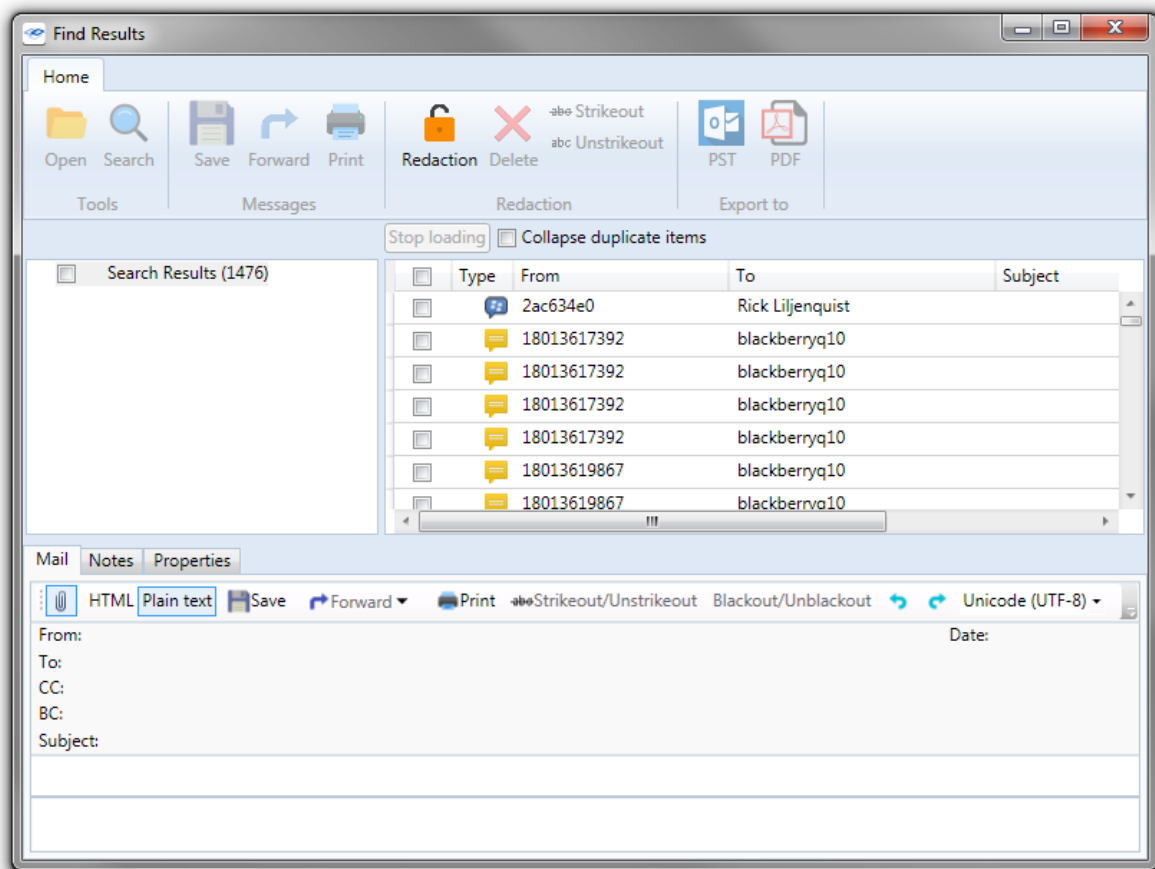 Find Results
Home
Open Search Save Forward Print Redaction Delete abc Strikeout abc Unstrikeout PST PDF
Tools Messages Redaction Export to
Stop loading Collapse duplicate items
Search Results (1476)
Type From To Subject
2ac634e0 Rick Liljenquist
18013617392 blackberryq10
18013617392 blackberryq10
18013617392 blackberryq10
18013617392 blackberryq10
18013619867 blackberryq10
18013619867 blackberryq10
Mail Notes Properties
HTML Plain text Save Forward Print abc Strikeout/Unstrikeout Blackout/Unblackout Unicode (UTF-8)
From: Date:
To:
CC:
BC:
Subject: